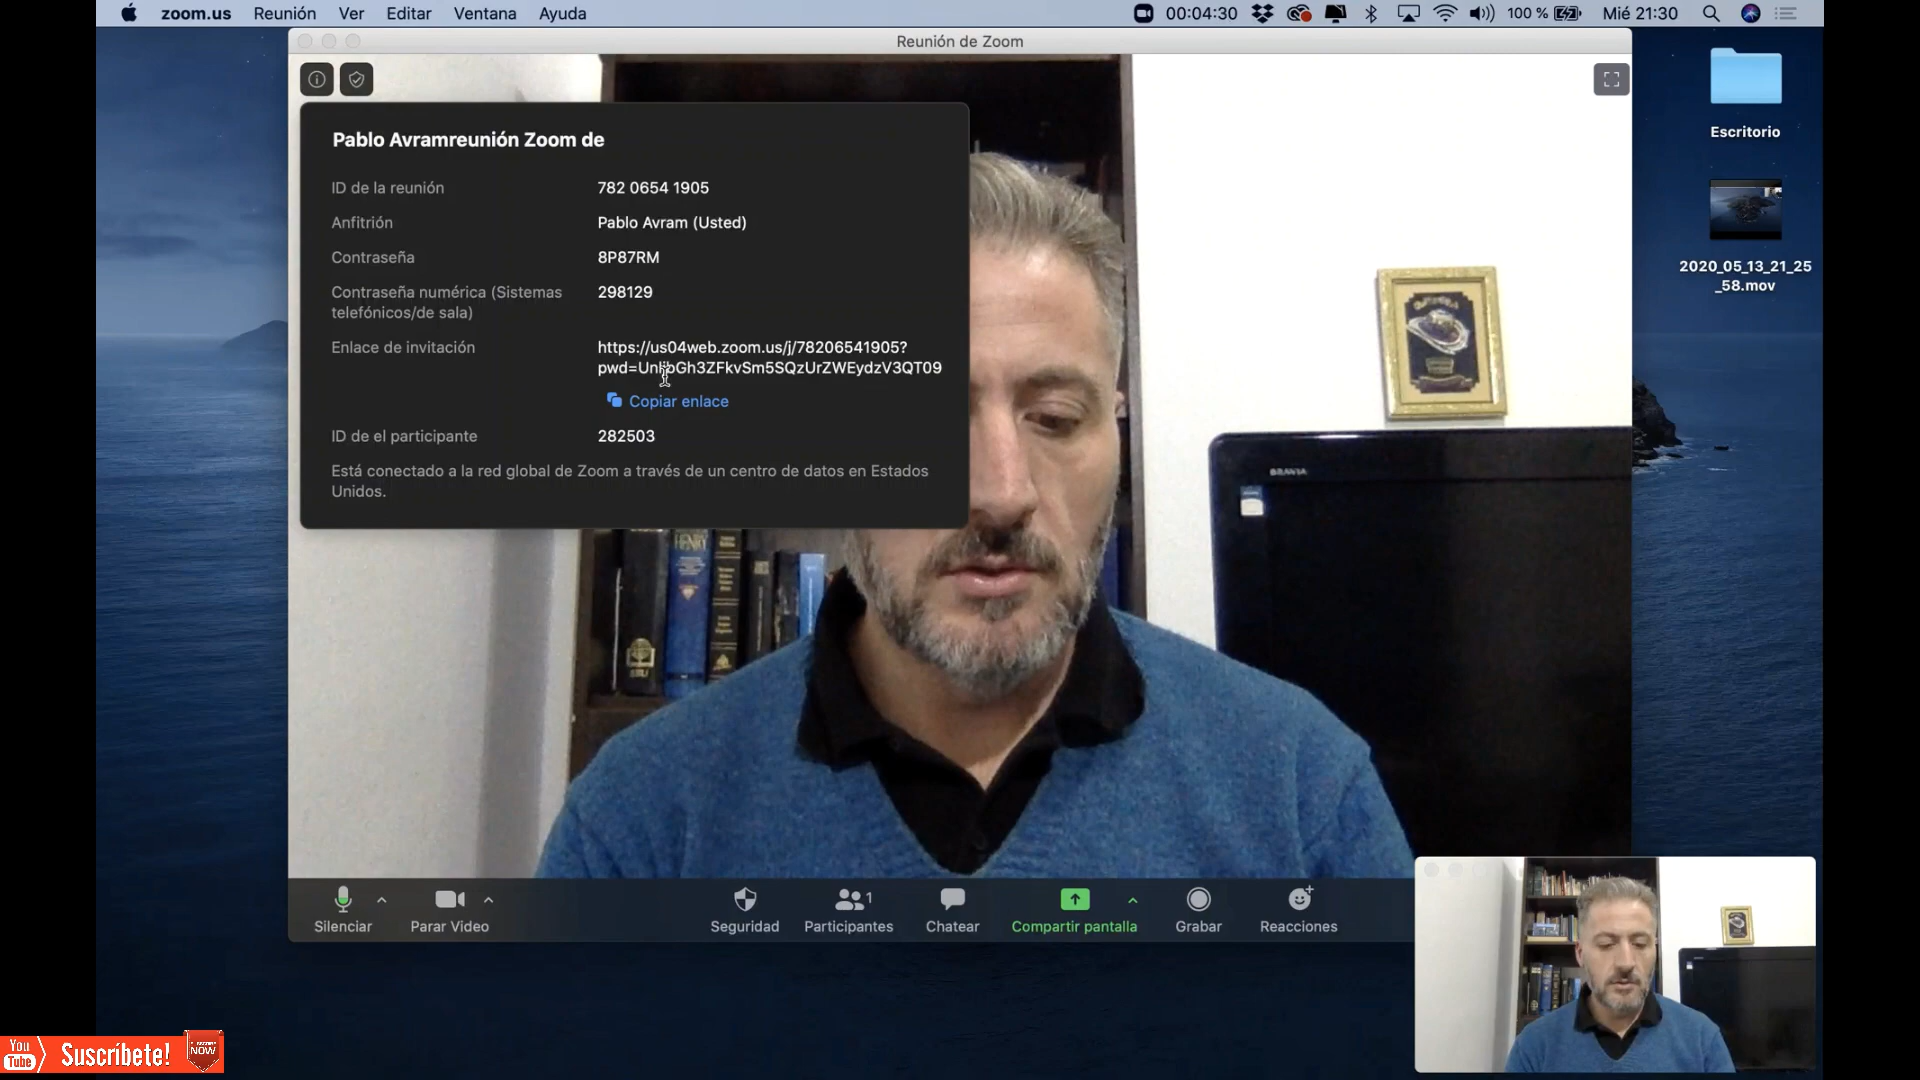 zoom.us Reunión Ver Editar Ventana Ayuda 00:04:30 100 % Mié 21:30
Reunión de Zoom
Pablo Avramreunión Zoom de
ID de la reunión 782 0654 1905
Anfitrión Pablo Avram (Usted)
Contraseña 8P87RM
Contraseña numérica (Sistemas 298129
telefónicos/de sala)
Enlace de invitación https://us04web.zoom.us/j/78206541905?
Copiar enlace
ID de el participante 282503
Está conectado a la red global de Zoom a través de un centro de datos en Estados
Unidos.
Escritorio
2020_05_13_21_25
_58.mov
BRAVIA
HENRY
SBU
Silenciar
Parar Video
Seguridad
1
Participantes
Chatear
Compartir pantalla
Grabar
Reacciones
You
Tube
Suscríbete!
NOW